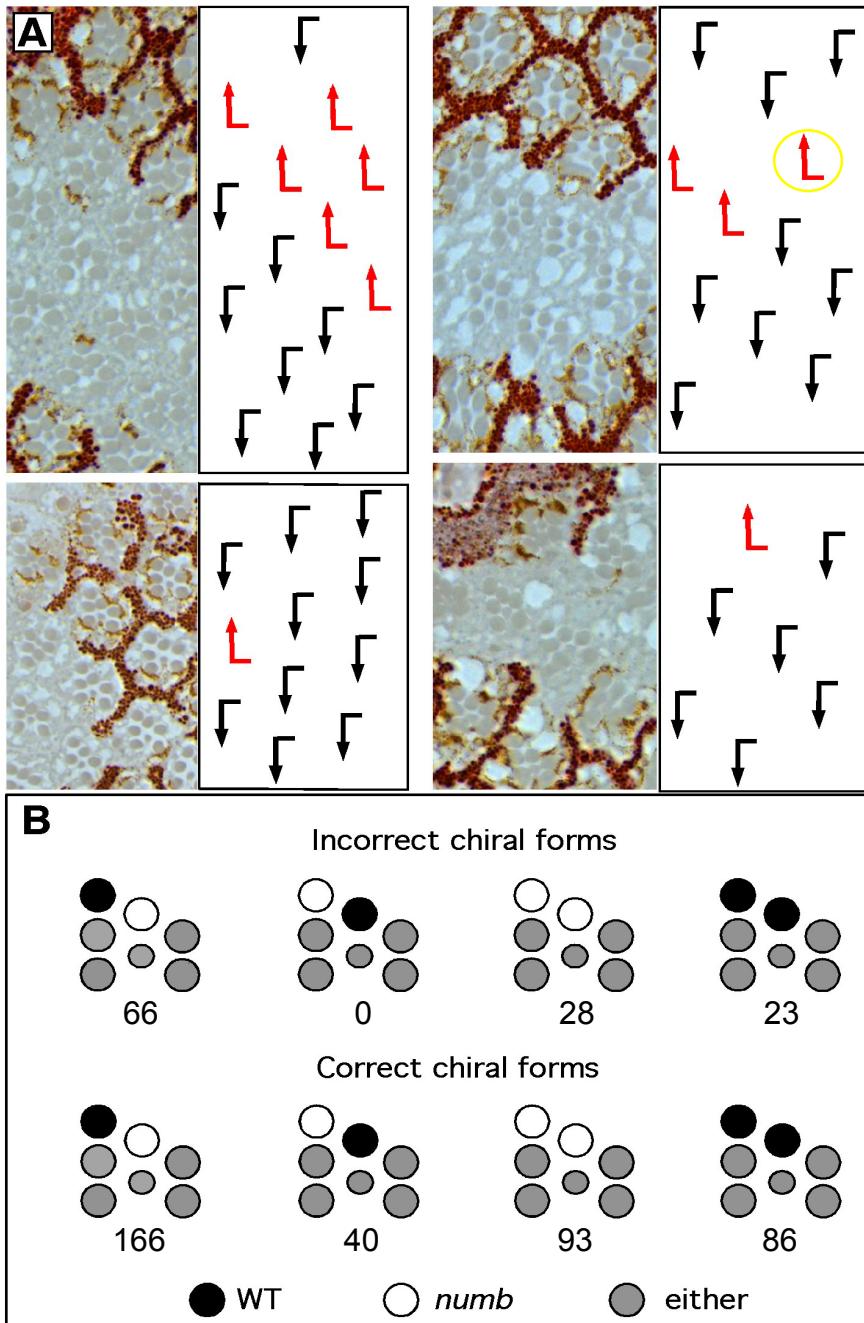 A
B
Incorrect chiral forms
66 0 28 23
Correct chiral forms
166 40 93 86
WT numb either